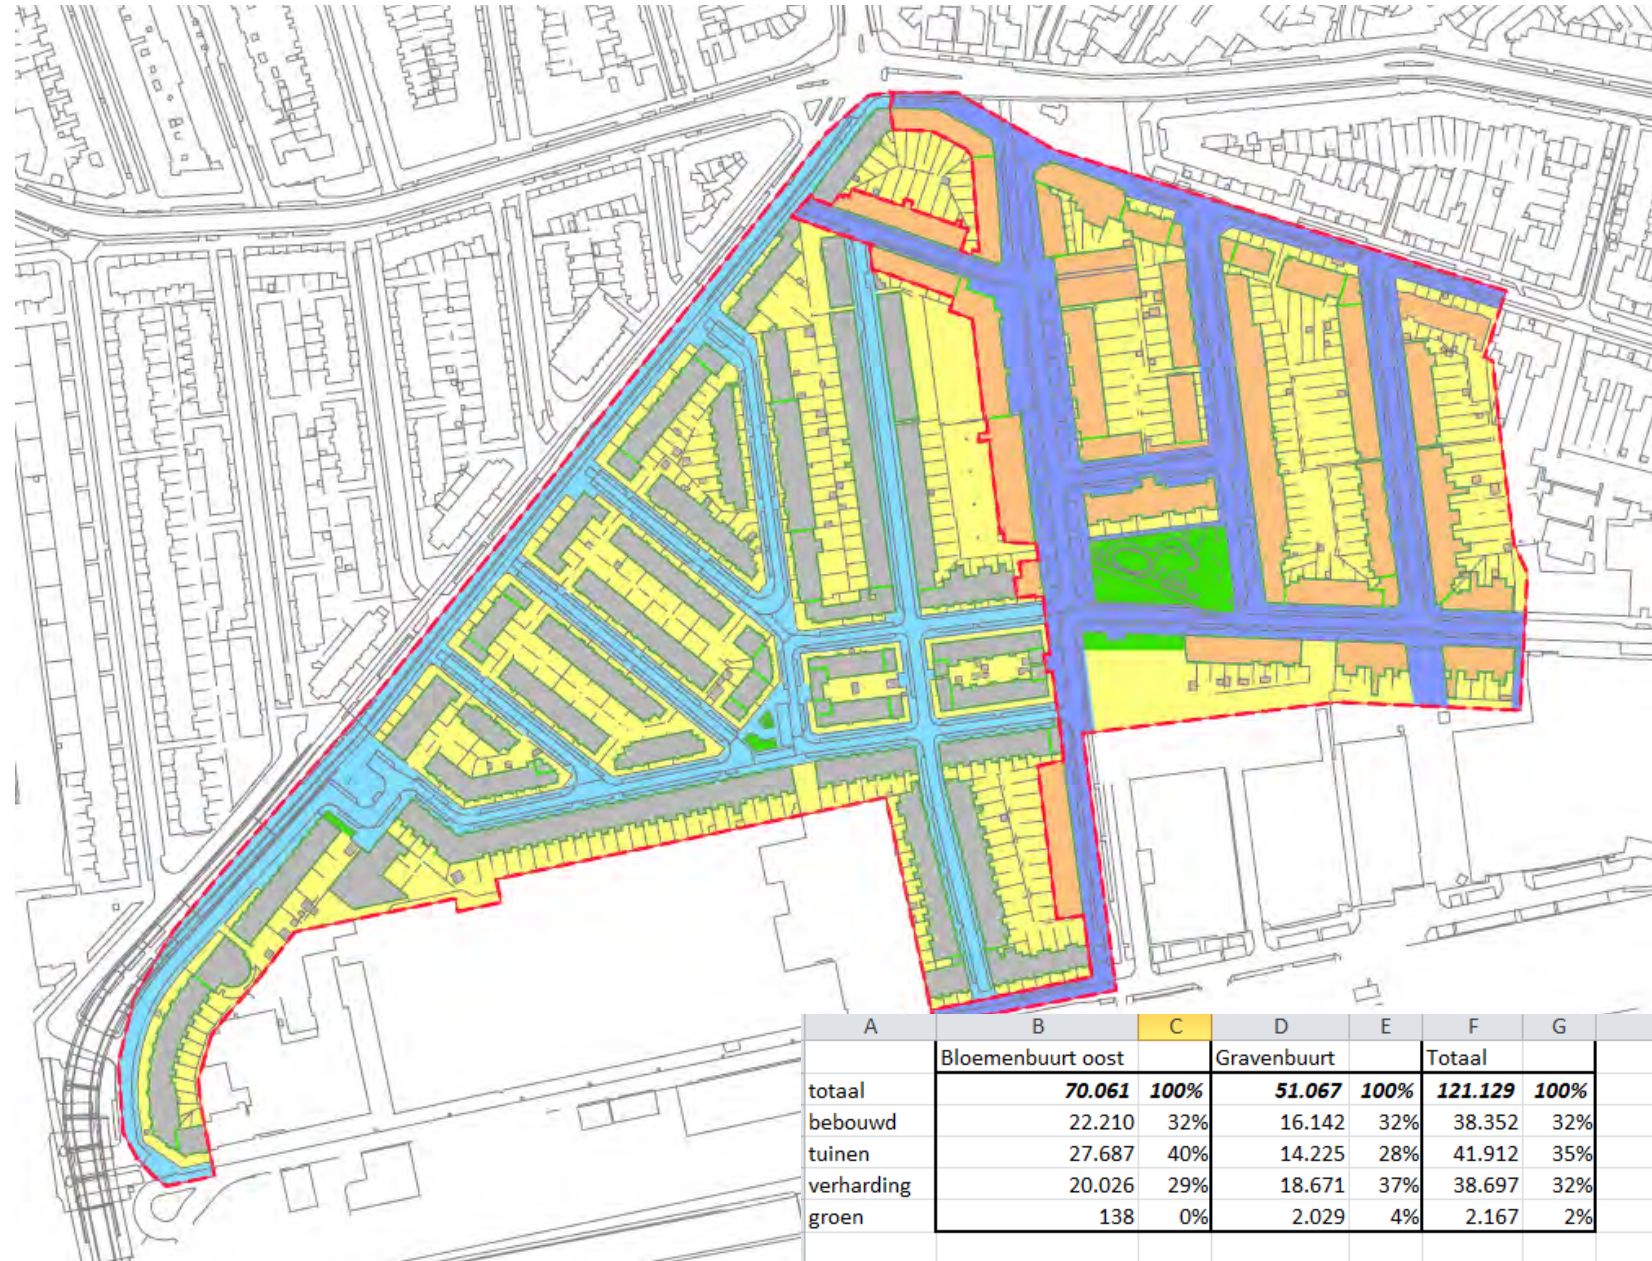 A B C D E F G
Bloemenbuurt oost Gravenbuurt Totaal
totaal 70.061 100% 51.067 100% 121.129 100%
bebouwd 22.210 32% 16.142 32% 38.352 32%
tuinen 27.687 40% 14.225 28% 41.912 35%
verharding 20.026 29% 18.671 37% 38.697 32%
groen 138 0% 2.029 4% 2.167 2%